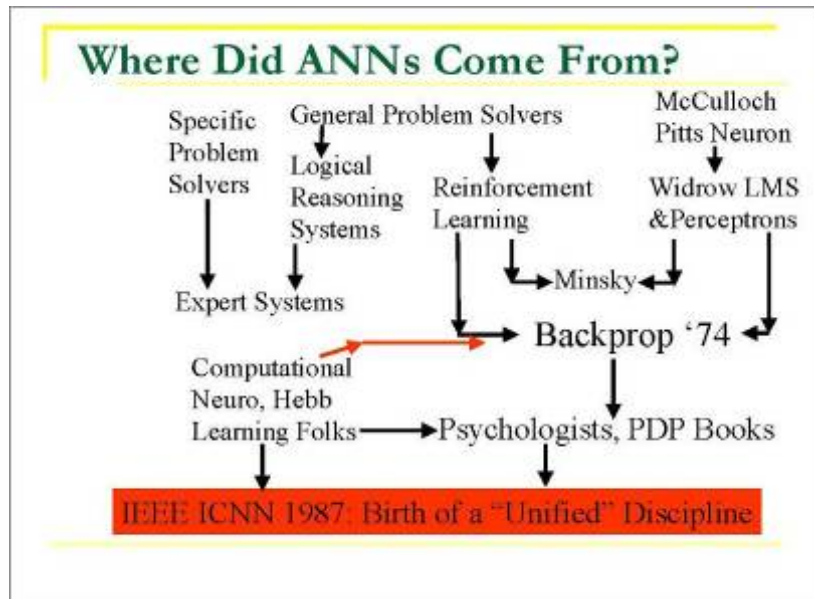 Where Did ANNs Come From?
Specific
Problem
Solvers
General Problem Solvers
McCulloch
Pitts Neuron
Logical
Reasoning
Systems
Reinforcement
Learning
Widrow LMS
&Perceptrons
Minsky
Expert Systems
Backprop ‘74
Computational
Neuro, Hebb
Learning Folks
Psychologists, PDP Books
IEEE ICNN 1987: Birth of a “Unified” Discipline